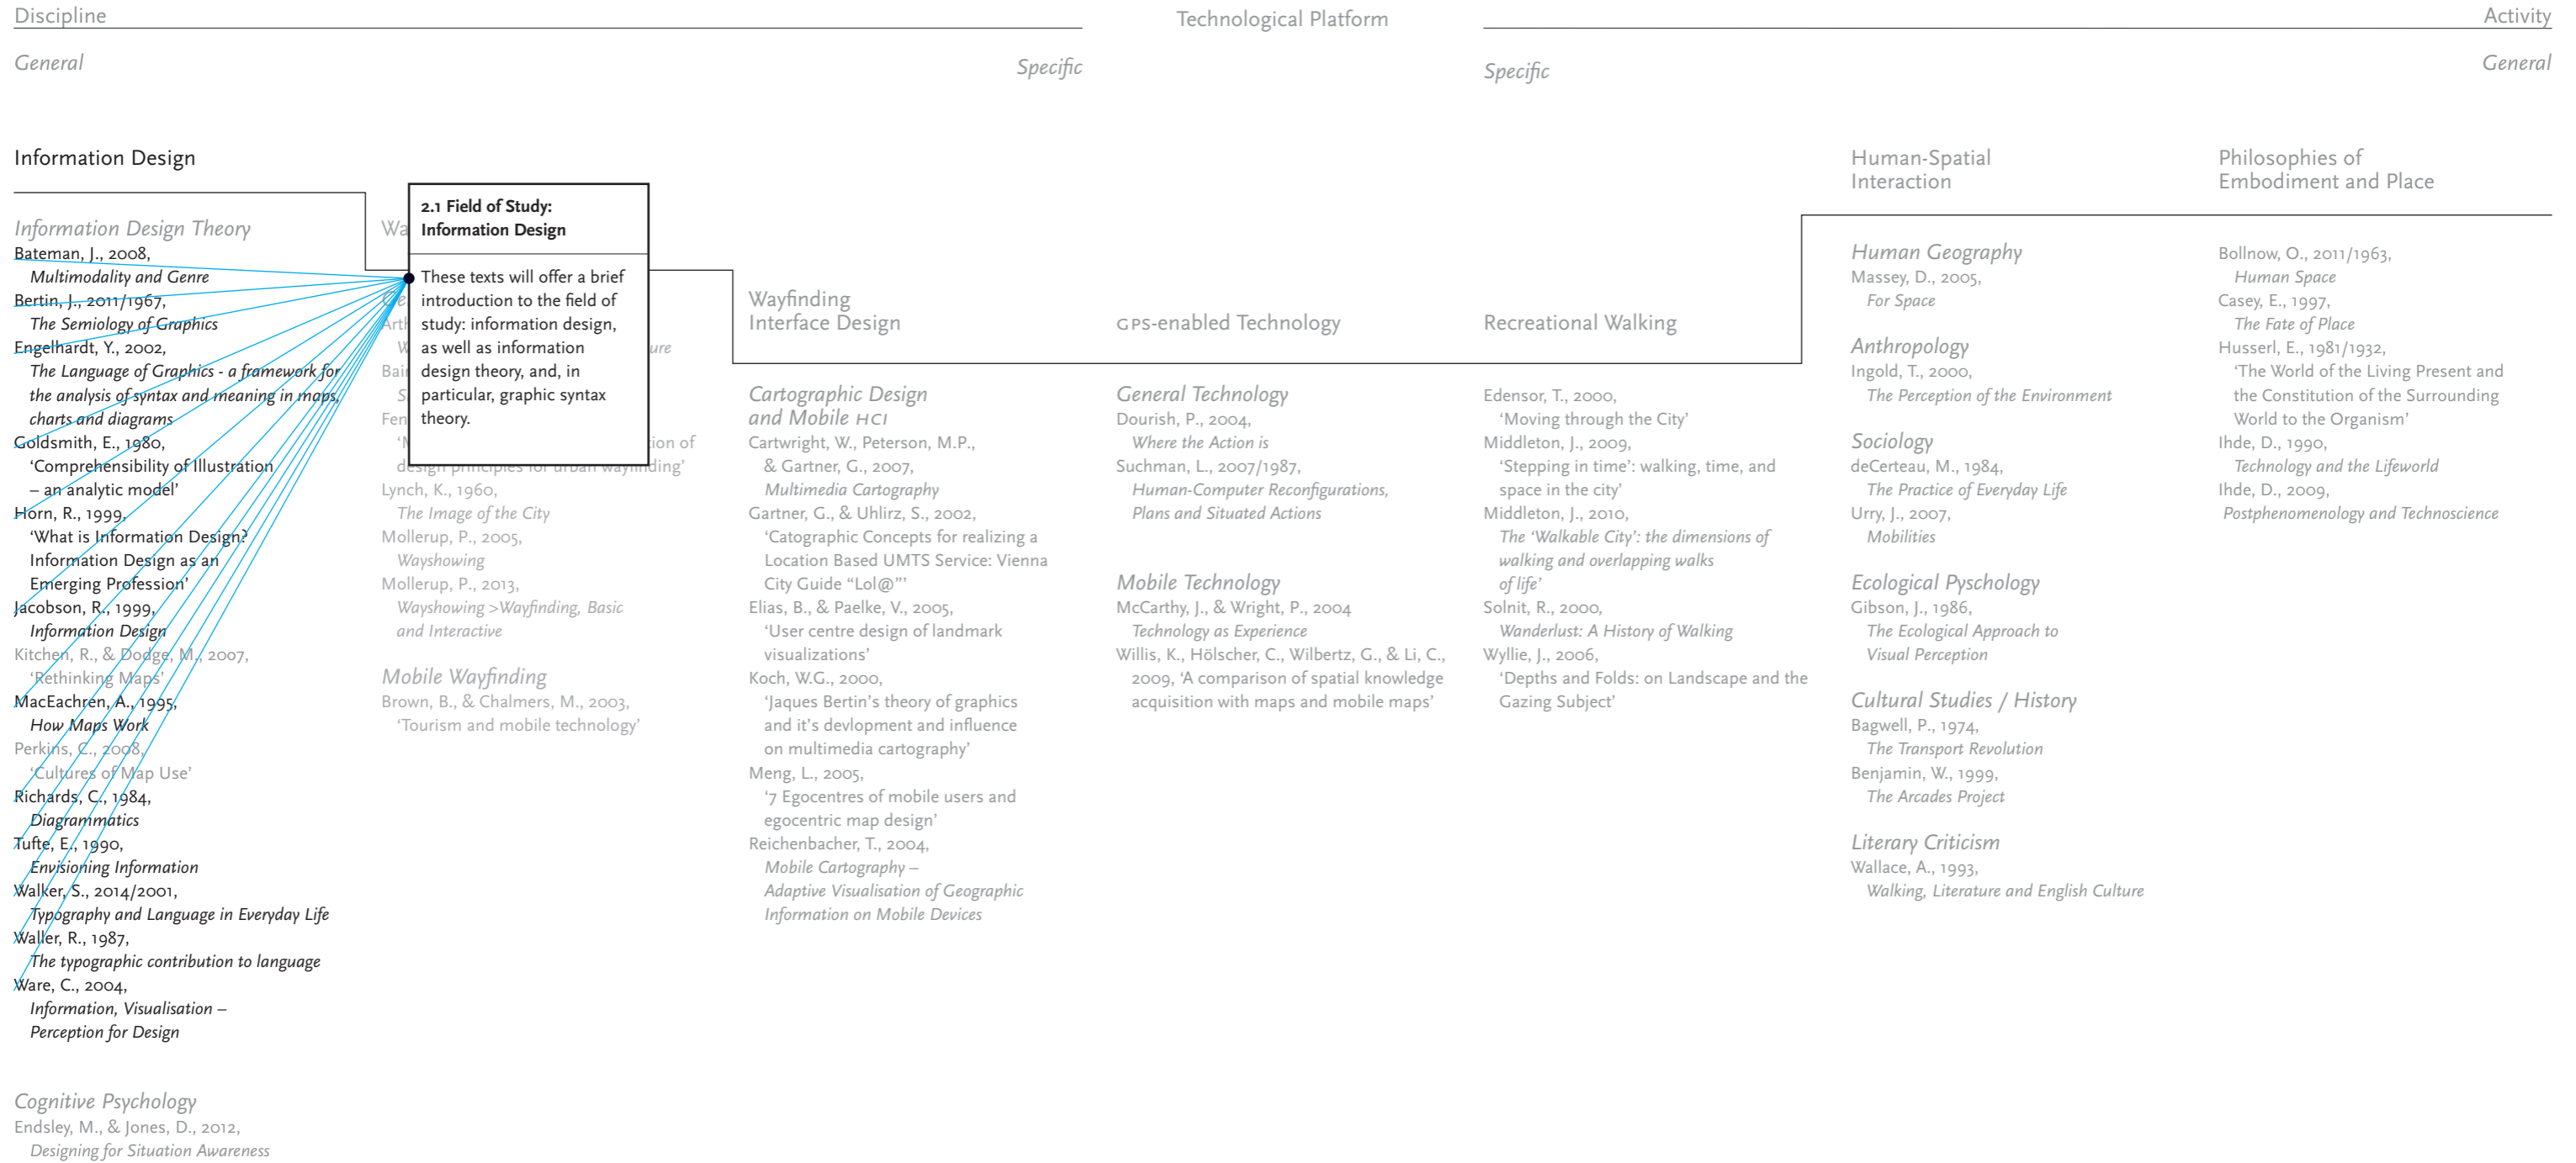 Discipline
Technological Platform
Activity
General
Specific
Specific
General
Information Design
Information Design Theory
Bateman, J., 2008,
Multimodality and Genre
Bertin, J., 2011/1967,
The Semiology of Graphics
Engelhardt, Y., 2002,
The Language of Graphics - a framework for
the analysis of syntax and meaning in maps,
charts and diagrams
Goldsmith, E., 1980,
‘Comprehensibility of Illustration
– an analytic model’
Horn, R., 1999,
‘What is Information Design?
Information Design as an
Emerging Profession’
Jacobson, R., 1999,
Information Design
Kitchen, R., & Dodge, M., 2007,
‘Rethinking Maps’
MacEachren, A., 1995,
How Maps Work
Perkins, C., 2008,
‘Cultures of Map Use’
Richards, C., 1984,
Diagrammatics
Tufte, E., 1990,
Envisioning Information
Walker, S., 2014/2001,
Typography and Language in Everyday Life
Waller, R., 1987,
The typographic contribution to language
Ware, C., 2004,
Information, Visualisation –
Perception for Design
Cognitive Psychology
Endsley, M., & Jones, D., 2012,
Designing for Situation Awareness
2.1 Field of Study:
Information Design
These texts will offer a brief
introduction to the field of
study: information design,
as well as information
design theory, and, in
particular, graphic syntax
theory.
design principles for urban wayfinding’
Lynch, K., 1960,
The Image of the City
Mollerup, P., 2005,
Wayshowing
Mollerup, P., 2013,
Wayshowing >Wayfinding, Basic
and Interactive
Mobile Wayfinding
Brown, B., & Chalmers, M., 2003,
‘Tourism and mobile technology’
Wayfinding
Interface Design
Cartographic Design
and Mobile HCI
Cartwright, W., Peterson, M.P.,
& Gartner, G., 2007,
Multimedia Cartography
Gartner, G., & Uhlirz, S., 2002,
‘Catographic Concepts for realizing a
Location Based UMTS Service: Vienna
City Guide “Lol@”’
Elias, B., & Paelke, V., 2005,
‘User centre design of landmark
visualizations’
Koch, W.G., 2000,
‘Jaques Bertin’s theory of graphics
and it’s devlopment and influence
on multimedia cartography’
Meng, L., 2005,
‘7 Egocentres of mobile users and
egocentric map design’
Reichenbacher, T., 2004,
Mobile Cartography –
Adaptive Visualisation of Geographic
Information on Mobile Devices
GPS-enabled Technology
General Technology
Dourish, P., 2004,
Where the Action is
Suchman, L., 2007/1987,
Human-Computer Reconfigurations,
Plans and Situated Actions
Mobile Technology
McCarthy, J., & Wright, P., 2004
Technology as Experience
Willis, K., Hölscher, C., Wilbertz, G., & Li, C.,
2009, ‘A comparison of spatial knowledge
acquisition with maps and mobile maps’
Recreational Walking
Edensor, T., 2000,
‘Moving through the City’
Middleton, J., 2009,
‘Stepping in time’: walking, time, and
space in the city’
Middleton, J., 2010,
The ‘Walkable City’: the dimensions of
walking and overlapping walks
of life’
Solnit, R., 2000,
Wanderlust: A History of Walking
Wyllie, J., 2006,
‘Depths and Folds: on Landscape and the
Gazing Subject’
Human-Spatial
Interaction
Human Geography
Massey, D., 2005,
For Space
Anthropology
Ingold, T., 2000,
The Perception of the Environment
Sociology
deCerteau, M., 1984,
The Practice of Everyday Life
Urry, J., 2007,
Mobilities
Ecological Pyschology
Gibson, J., 1986,
The Ecological Approach to
Visual Perception
Cultural Studies / History
Bagwell, P., 1974,
The Transport Revolution
Benjamin, W., 1999,
The Arcades Project
Literary Criticism
Wallace, A., 1993,
Walking, Literature and English Culture
Philosophies of
Embodiment and Place
Bollnow, O., 2011/1963,
Human Space
Casey, E., 1997,
The Fate of Place
Husserl, E., 1981/1932,
‘The World of the Living Present and
the Constitution of the Surrounding
World to the Organism’
Ihde, D., 1990,
Technology and the Lifeworld
Ihde, D., 2009,
Postphenomenology and Technoscience